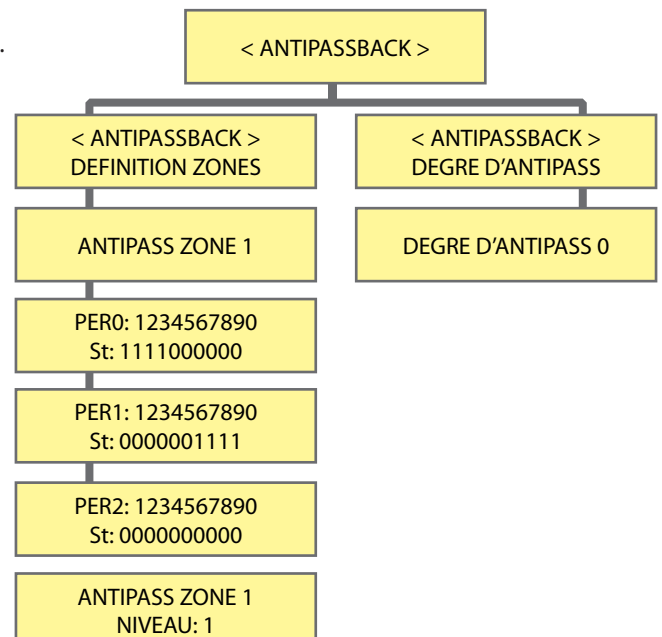 < ANTIPASSBACK >
< ANTIPASSBACK >
DEFINITION ZONES
ANTIPASS ZONE 1
PER0: 1234567890
St: 1111000000
PER1: 1234567890
St: 0000001111
PER2: 1234567890
St: 0000000000
ANTIPASS ZONE 1
NIVEAU: 1
< ANTIPASSBACK >
DEGRE D'ANTIPASS
DEGRE D'ANTIPASS 0